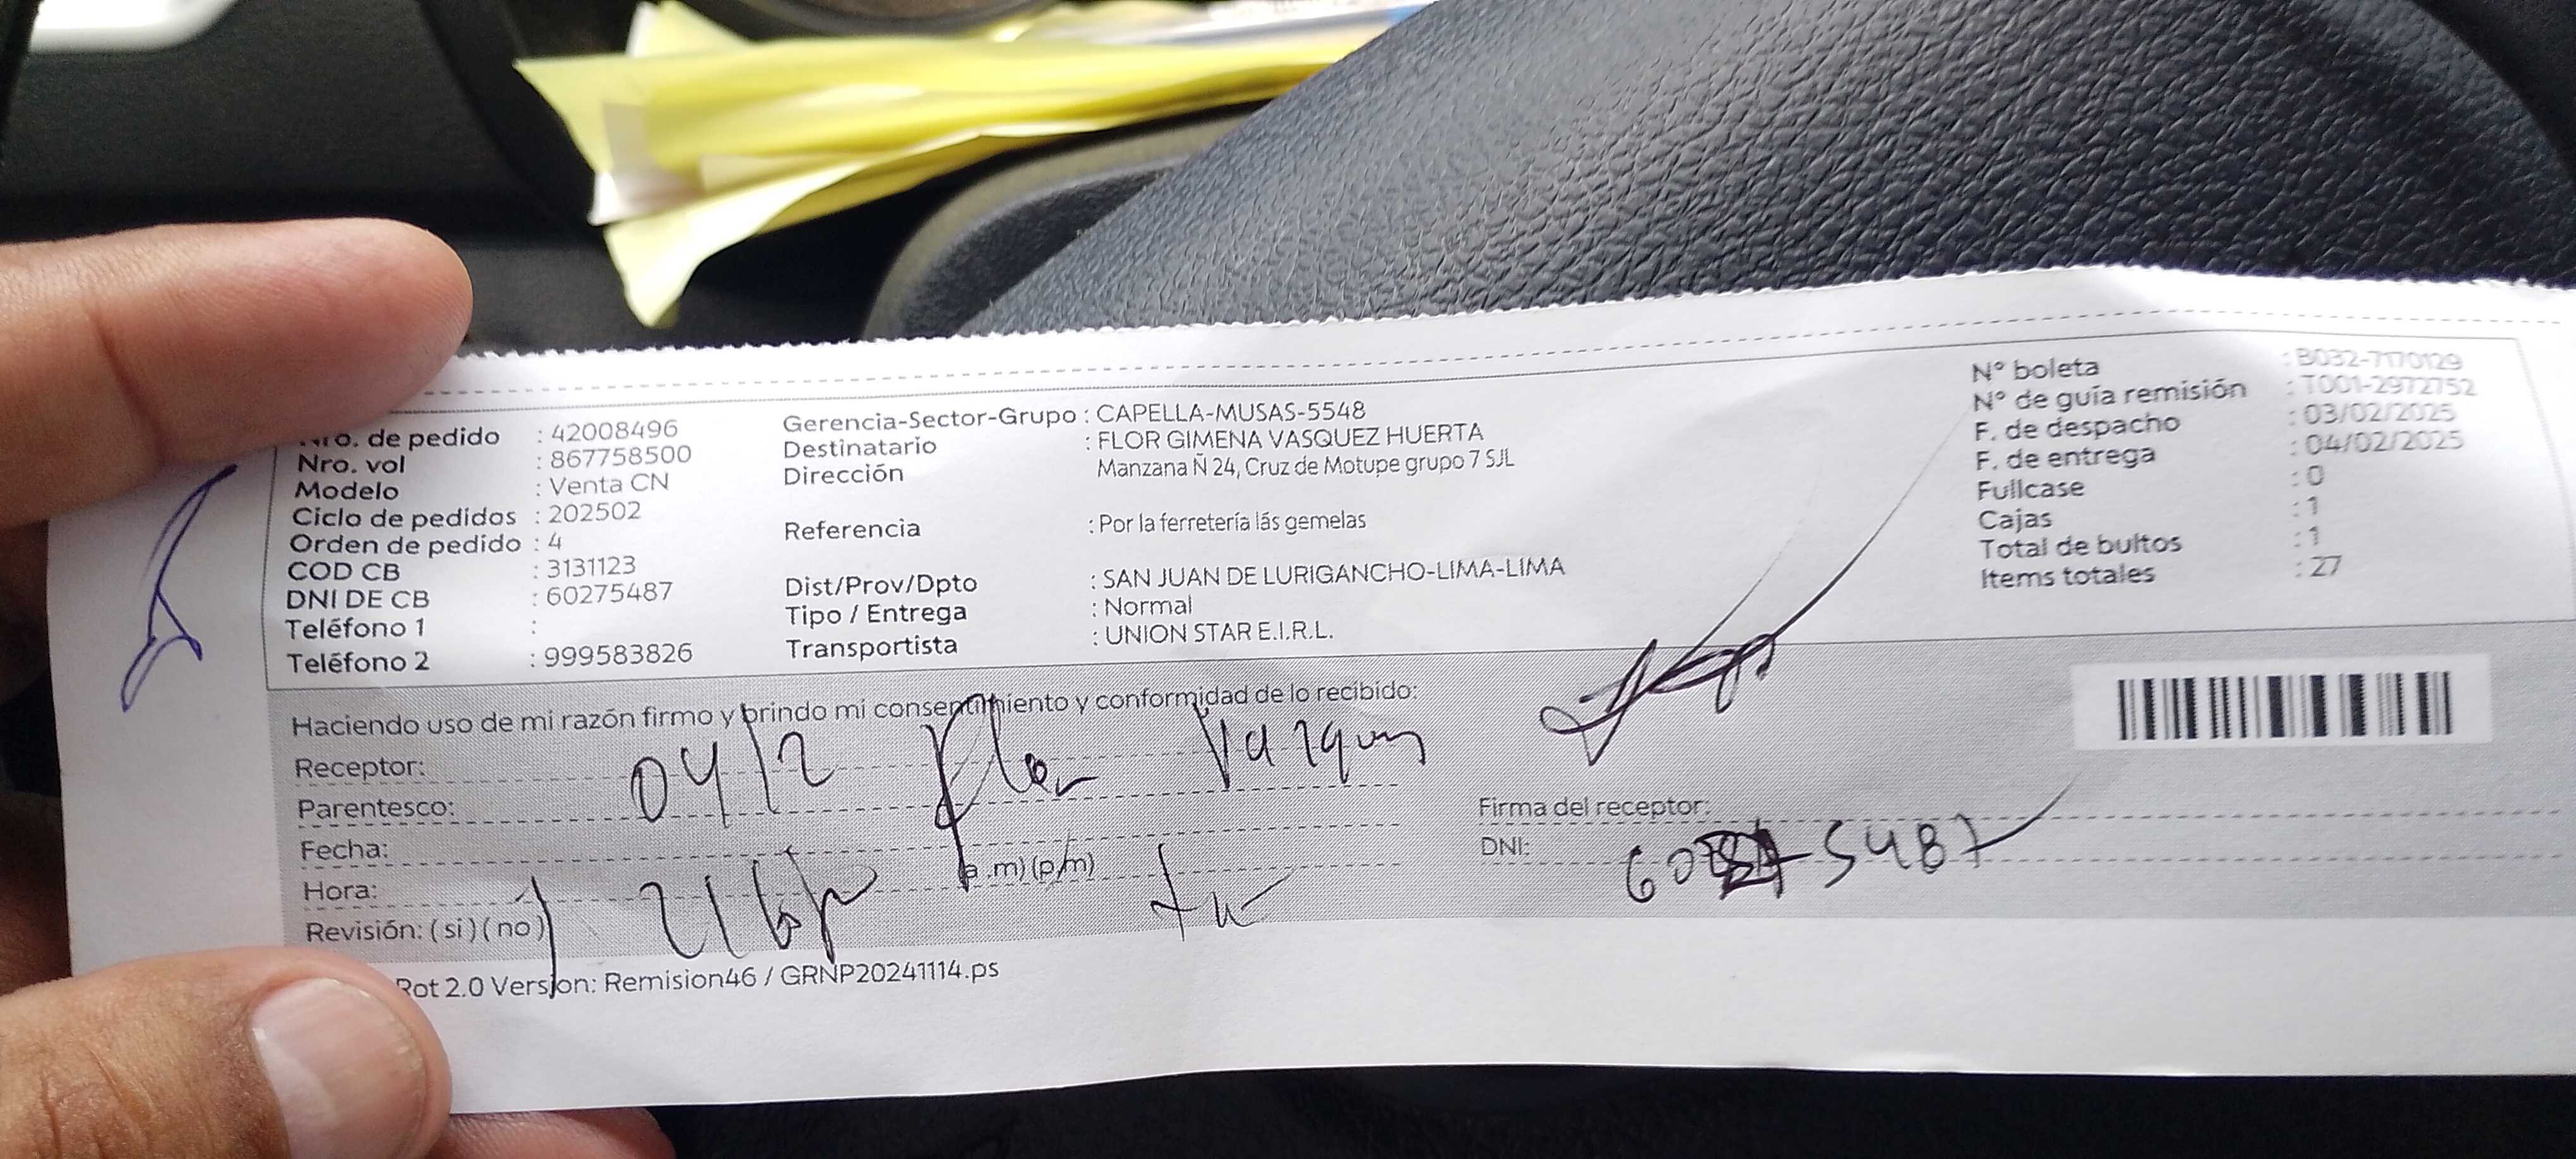 Nro. de pedido : 42008496
Nro. vol : 867758500
Modelo : Venta CN
Ciclo de pedidos : 202502
Orden de pedido : 4
COD CB : 3131123
DNI DE CB : 60275487
Teléfono 1 :
Teléfono 2 : 999583826
Gerencia-Sector-Grupo : CAPELLA-MUSAS-5548
Destinatario : FLOR GIMENA VASQUEZ HUERTA
Dirección Manzana Ñ 24, Cruz de Motupe grupo 7 SJL
Referencia : Por la ferretería lás gemelas
Dist/Prov/Dpto : SAN JUAN DE LURIGANCHO-LIMA-LIMA
Tipo / Entrega : Normal
Transportista : UNION STAR E.I.R.L.
N° boleta : B032-7170129
N° de guía remisión : T001-2972752
F. de despacho : 03/02/2025
F. de entrega : 04/02/2025
Fullcase : 0
Cajas : 1
Total de bultos : 1
Items totales : 27
Haciendo uso de mi razón firmo y brindo mi consentimiento y conformidad de lo recibido:
Receptor: 04/2 Flor
Parentesco:
Fecha:
Hora: (a.m) (p.m)
Revisión: (si) (no)
Firma del receptor:
DNI: 5487
Rot 2.0 Version: Remision46 / GRNP20241114.ps